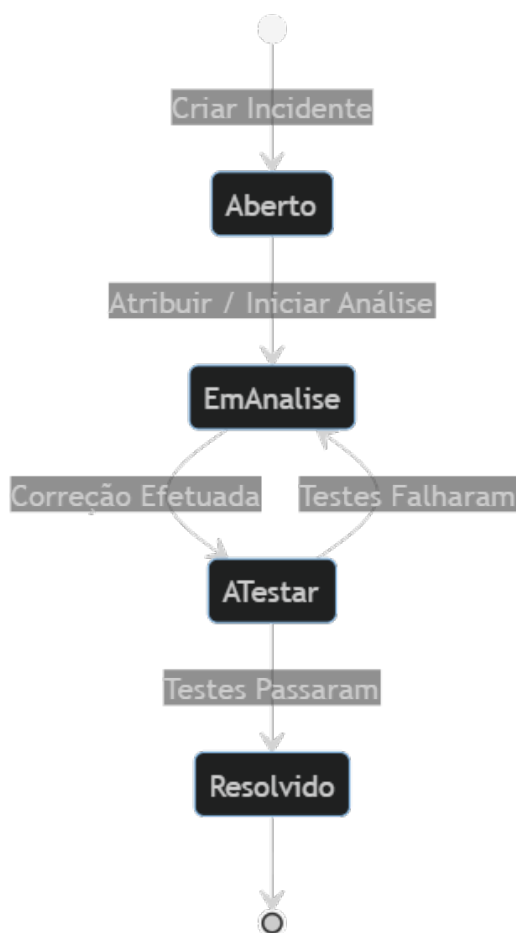 Criar Incidente
Aberto
Atribuir / Iniciar Análise
EmAnalise
Correção Efetuada
Testes Falharam
ATestar
Testes Passaram
Resolvido